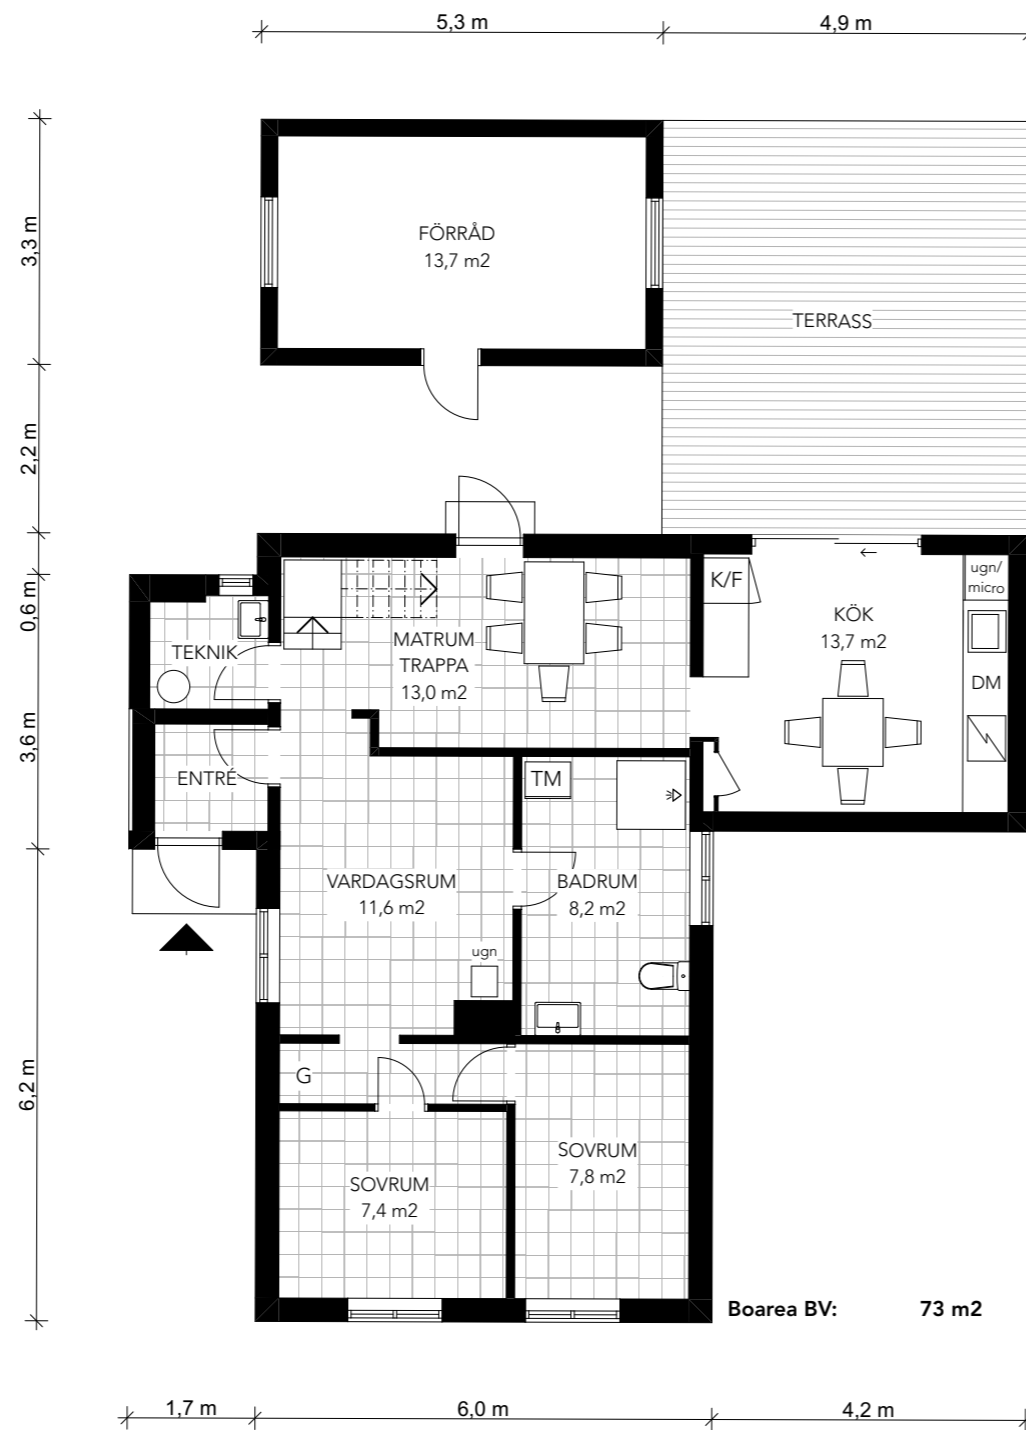 5,3 m
4,9 m
3,3 m
FÖRRÅD
13,7 m2
TERRASS
2,2 m
0,6 m
K/F
ugn/
micro
KÖK
13,7 m2
MATRUM
TRAPPA
13,0 m2
TEKNIK
DM
3,6 m
ENTRÉ
TM
VARDAGSRUM
11,6 m2
BADRUM
8,2 m2
ugn
6,2 m
G
SOVRUM
7,8 m2
SOVRUM
7,4 m2
Boarea BV: 73 m2
1,7 m
6,0 m
4,2 m